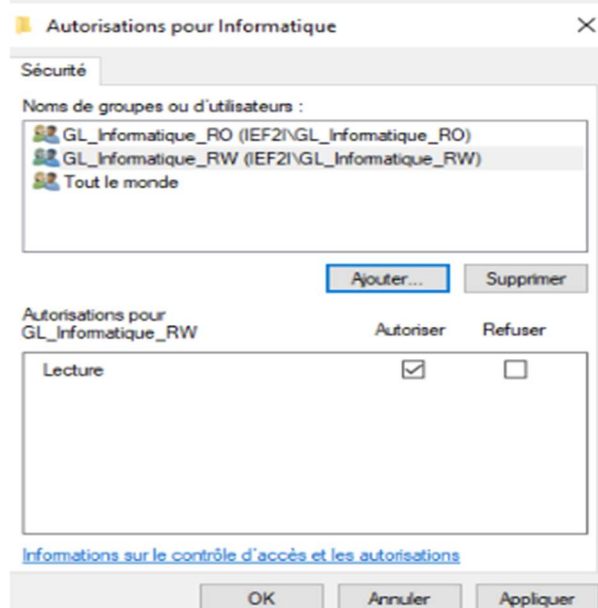 Autorisations pour Informatique
Sécurité
Noms de groupes ou d'utilisateurs :
GL_Informatique_RO (IEF2I\GL_Informatique_RO)
GL_Informatique_RW (IEF2I\GL_Informatique_RW)
Tout le monde
Ajouter... Supprimer
Autorisations pour
GL_Informatique_RW Autoriser Refuser
Lecture
Informations sur le contrôle d'accès et les autorisations
OK Annuler Appliquer